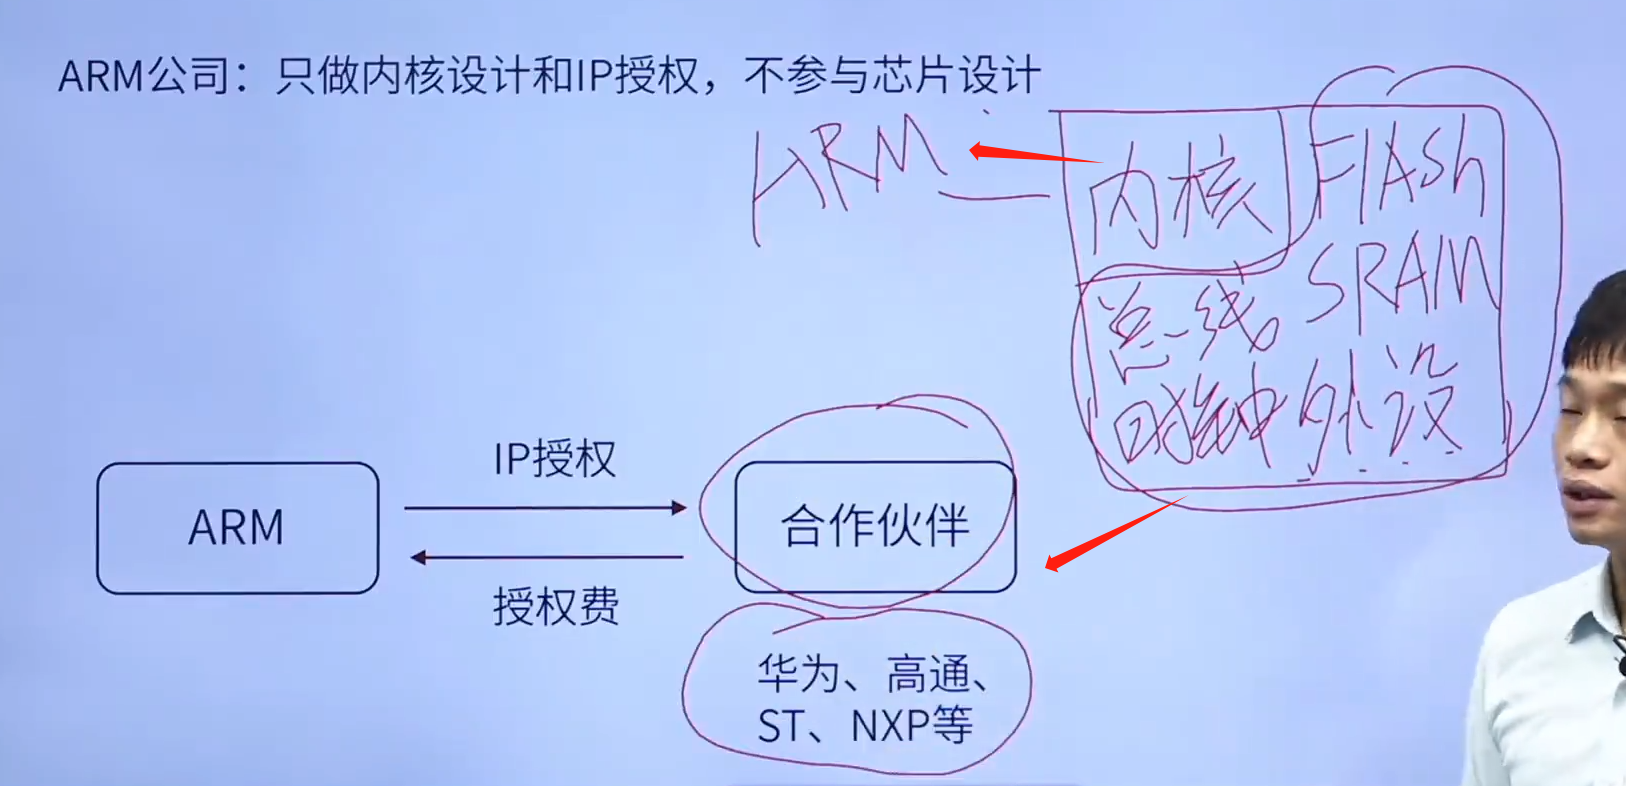 ARM公司：只做内核设计和IP授权，不参与芯片设计
ARM
内核
FlASh
SRAM
总线
时钟
外设
IP授权
ARM
合作伙伴
授权费
华为、高通、
ST、NXP等